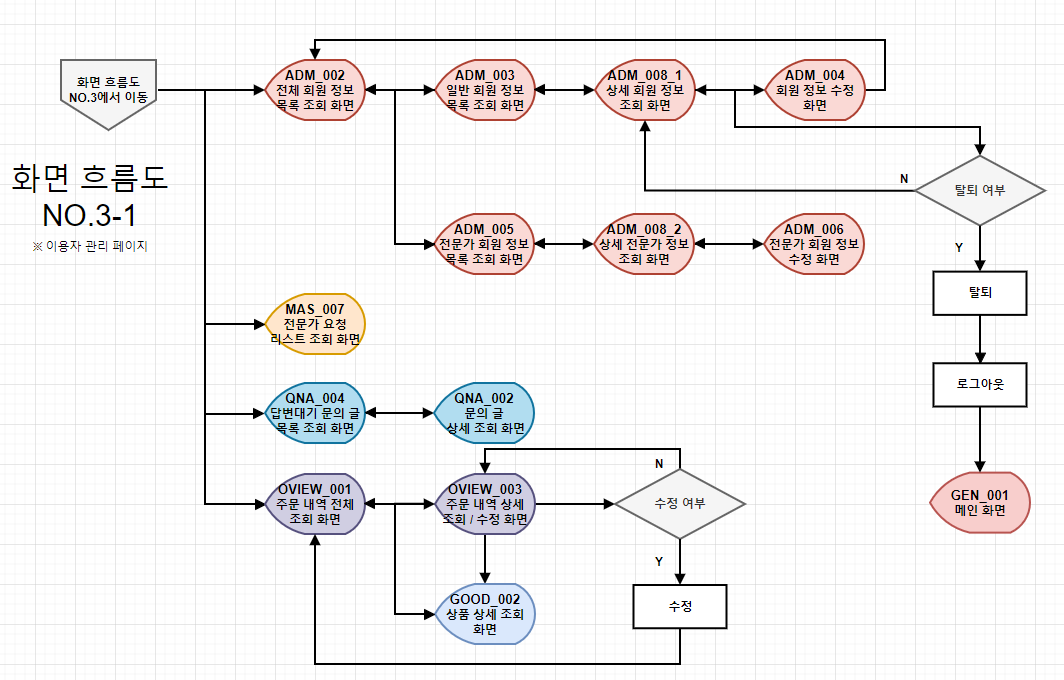 화면 흐름도
NO.3에서 이동
화면 흐름도
NO.3-1
※ 이용자 관리 페이지
ADM_002
전체 회원 정보
목록 조회 화면
ADM_003
일반 회원 정보
목록 조회 화면
ADM_008_1
상세 회원 정보
조회 화면
ADM_004
회원 정보 수정
화면
탈퇴 여부
N
Y
ADM_005
전문가 회원 정보
목록 조회 화면
ADM_008_2
상세 전문가 정보
조회 화면
ADM_006
전문가 회원 정보
수정 화면
탈퇴
로그아웃
GEN_001
메인 화면
MAS_007
전문가 요청
리스트 조회 화면
QNA_004
답변대기 문의 글
목록 조회 화면
QNA_002
문의 글
상세 조회 화면
OVIEW_001
주문 내역 전체
조회 화면
OVIEW_003
주문 내역 상세
조회 / 수정 화면
N
수정 여부
Y
GOOD_002
상품 상세 조회
화면
수정